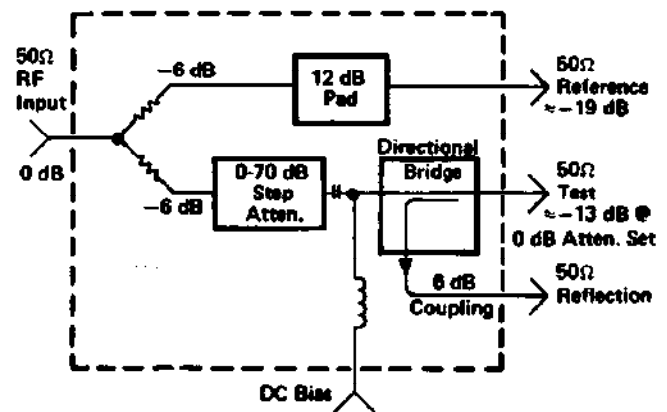 50Ω
RF
Input
0 dB
−6 dB
12 dB
Pad
50Ω
Reference
≈−19 dB
−6 dB
0-70 dB
Step
Atten.
Directional
Bridge
50Ω
Test
≈−13 dB @
0 dB Atten. Set
6 dB
Coupling
50Ω
Reflection
DC Bias